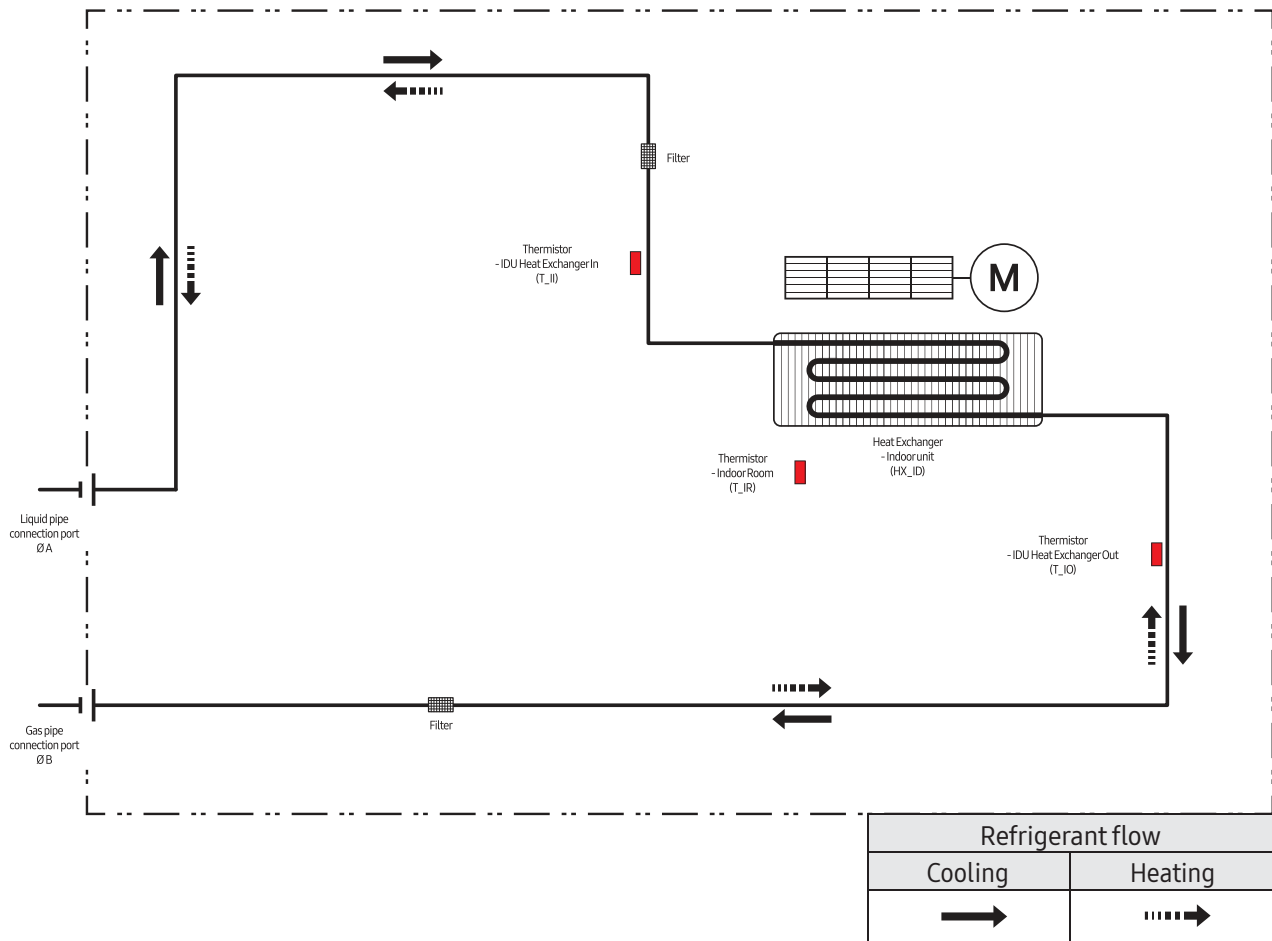 Filter
Thermistor
- IDU Heat Exchanger In
(T_II)
M
Heat Exchanger
- Indoor unit
(HX_ID)
Thermistor
- Indoor Room
(T_IR)
Liquid pipe
connection port
Ø A
Thermistor
- IDU Heat Exchanger Out
(T_IO)
Filter
Gas pipe
connection port
Ø B
Refrigerant flow
Cooling Heating